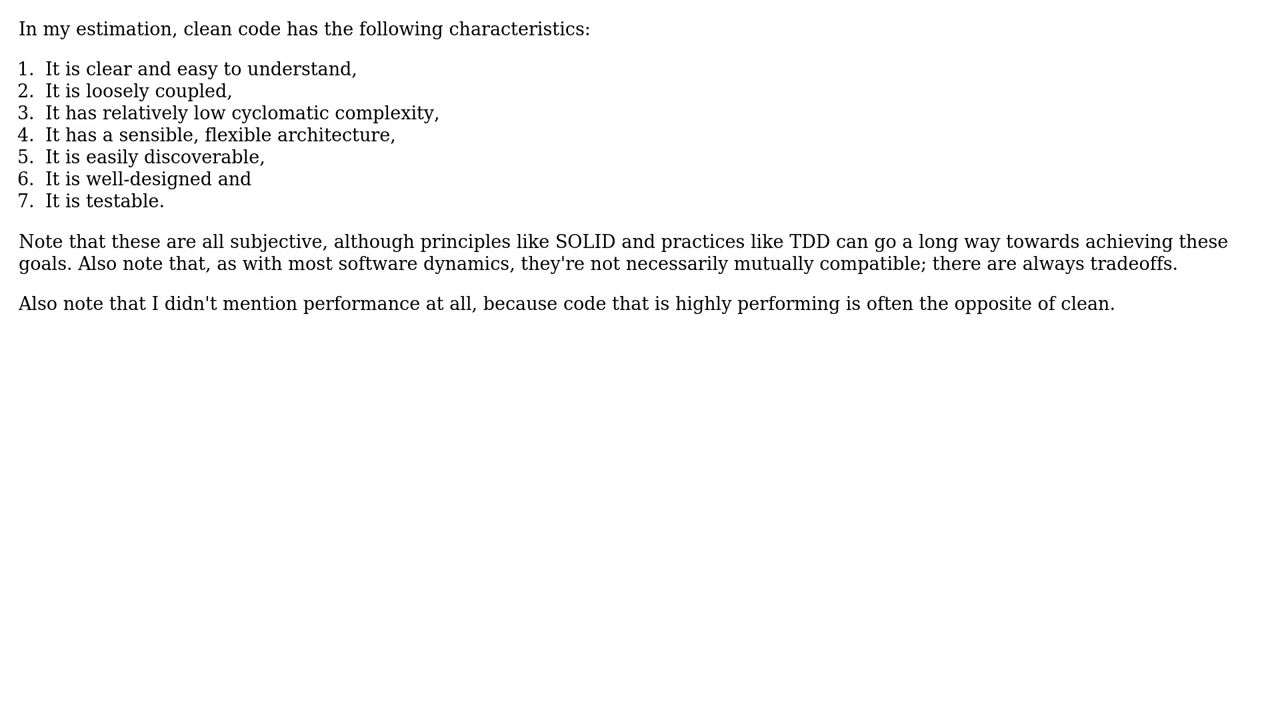 In my estimation, clean code has the following characteristics:
1. It is clear and easy to understand,
2. It is loosely coupled,
3. It has relatively low cyclomatic complexity,
4. It has a sensible, flexible architecture,
5. It is easily discoverable,
6. It is well-designed and
7. It is testable.
Note that these are all subjective, although principles like SOLID and practices like TDD can go a long way towards achieving these
goals. Also note that, as with most software dynamics, they're not necessarily mutually compatible; there are always tradeoffs.
Also note that I didn't mention performance at all, because code that is highly performing is often the opposite of clean.